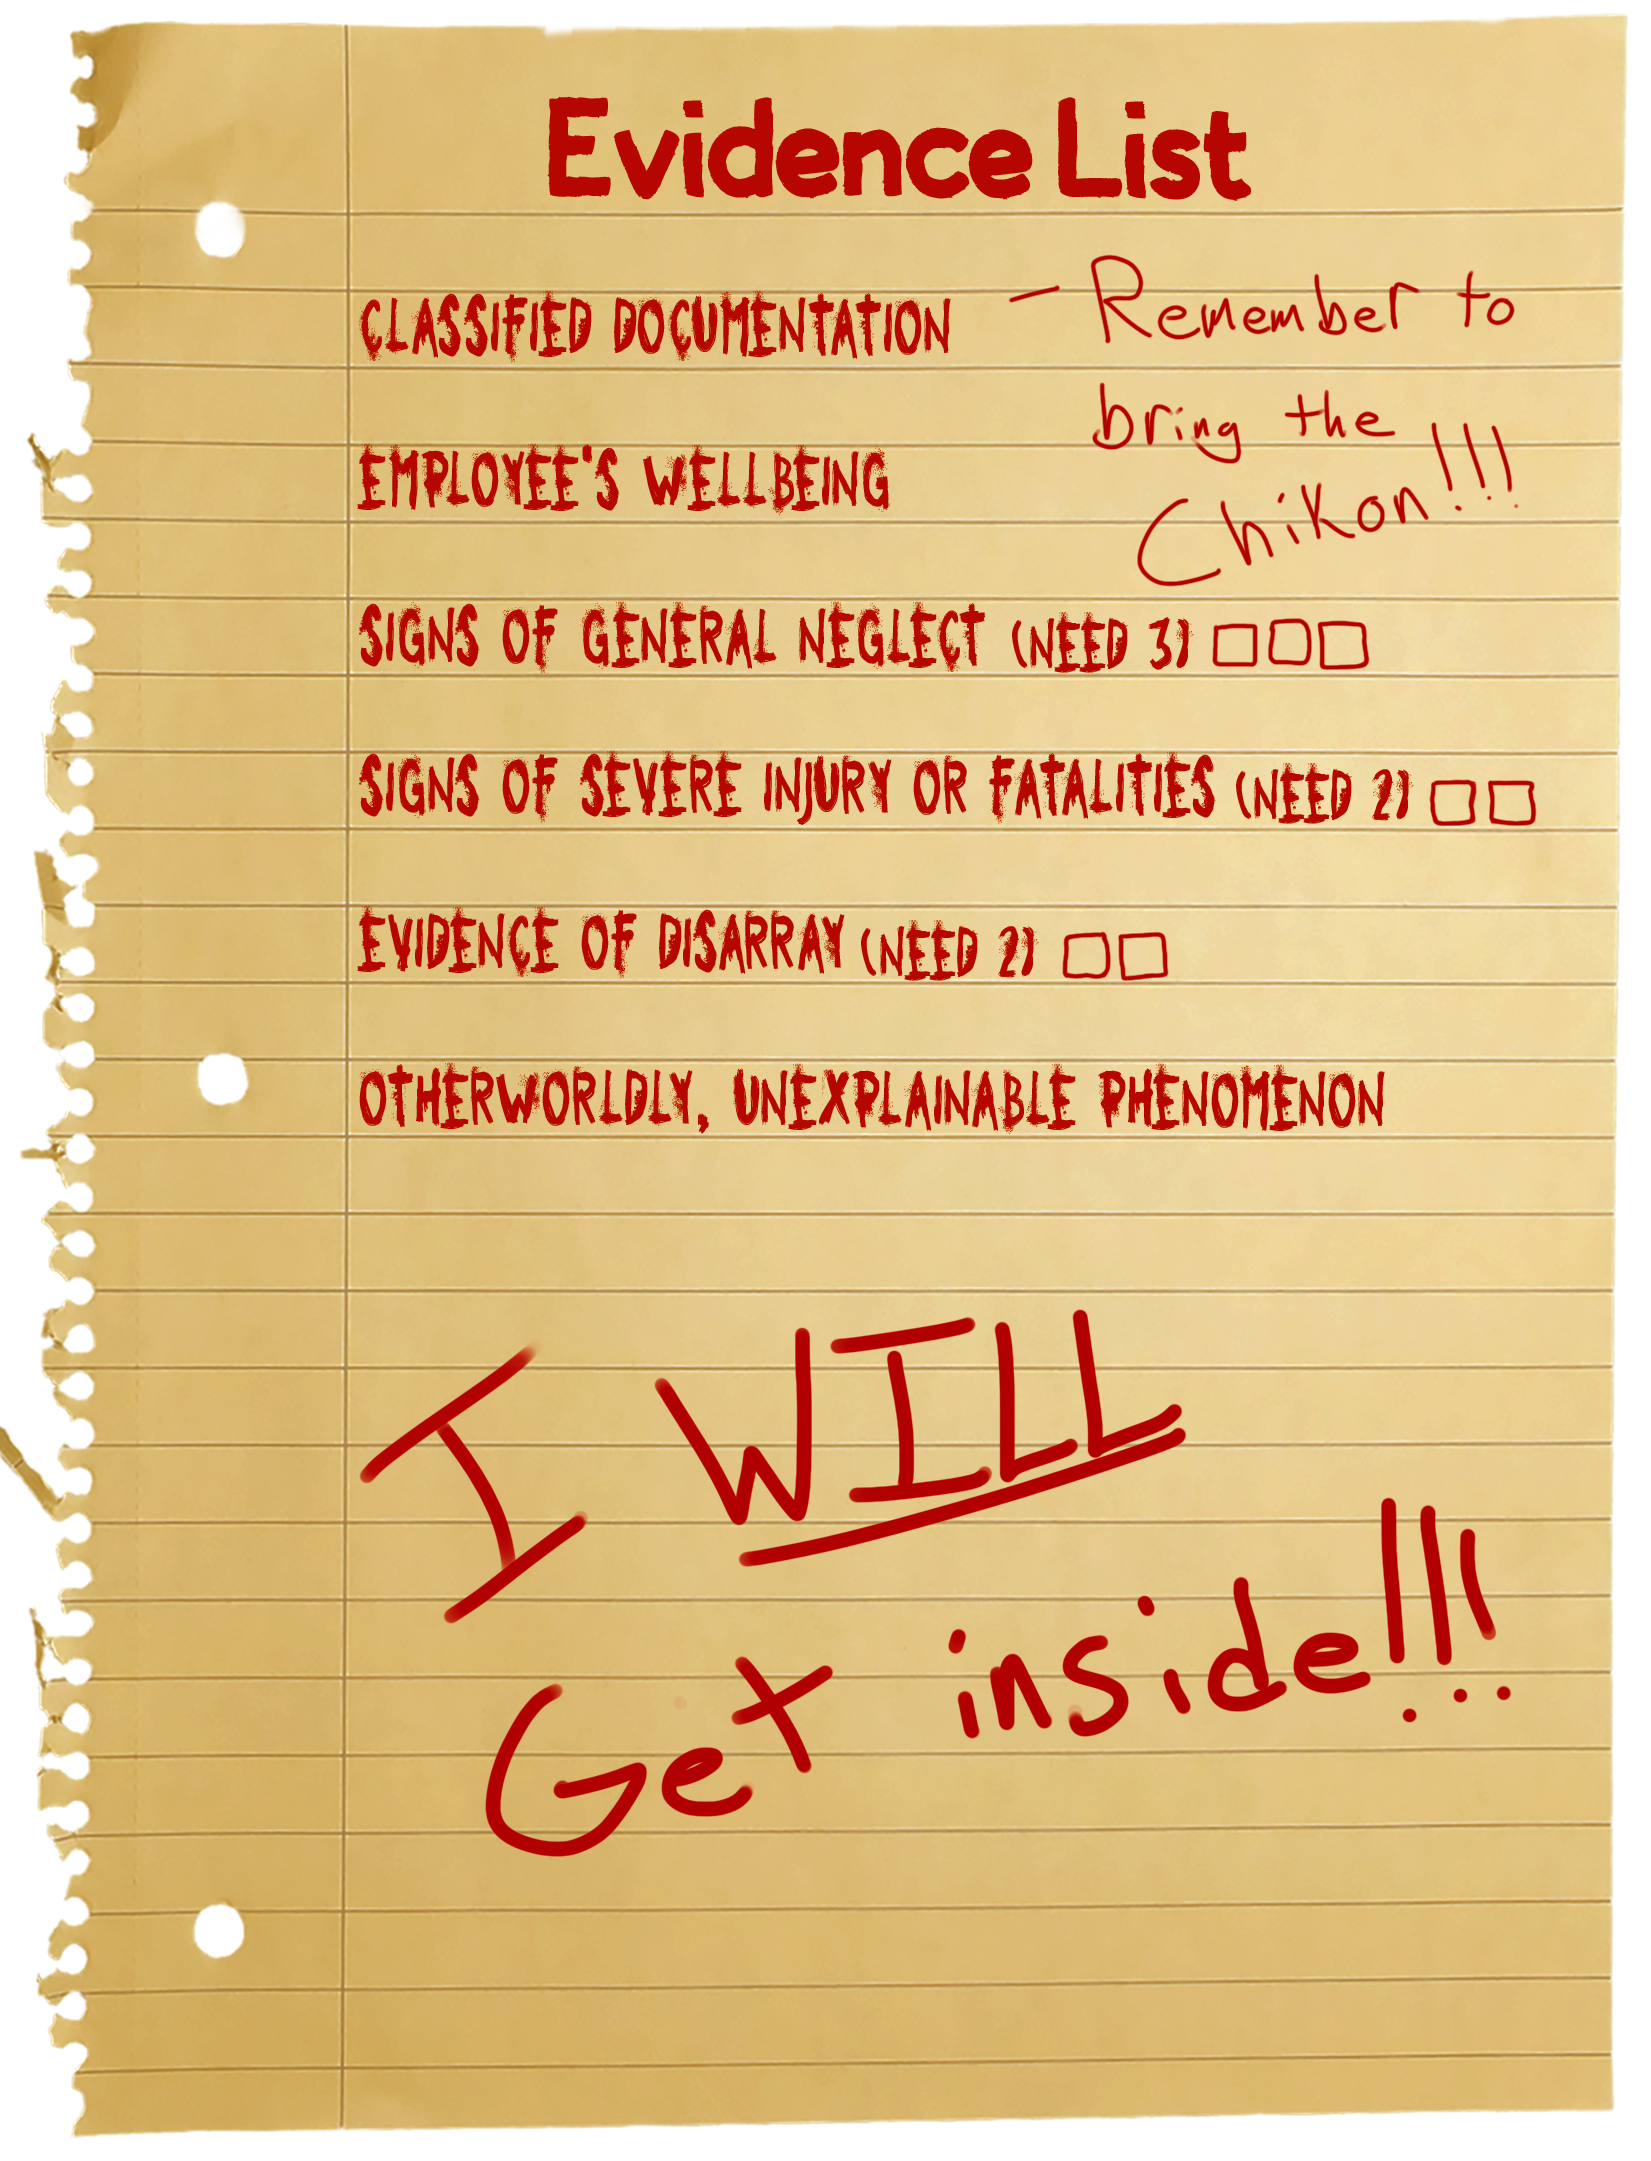 Evidence List
CLASSIFIED DOCUMENTATION - Remember to
bring the
Chikon!!!
EMPLOYEE'S WELLBEING
SIGNS OF GENERAL NEGLECT (NEED 3) □□□
SIGNS OF SEVERE INJURY OR FATALITIES (NEED 2) □□
EVIDENCE OF DISARRAY (NEED 2) □□
OTHERWORLDLY, UNEXPLAINABLE PHENOMENON
I WILL
Get inside!!!